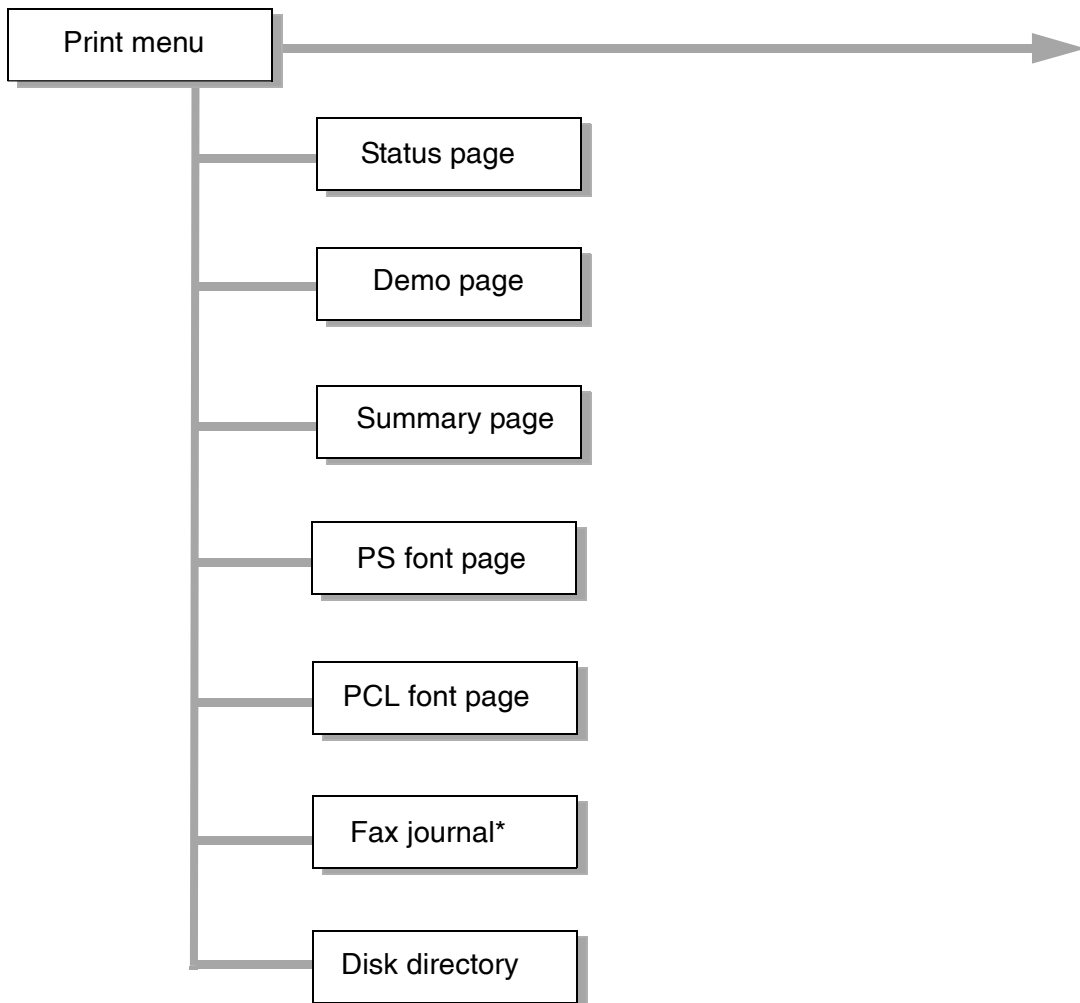 Print menu
Status page
Demo page
Summary page
PS font page
PCL font page
Fax journal*
Disk directory